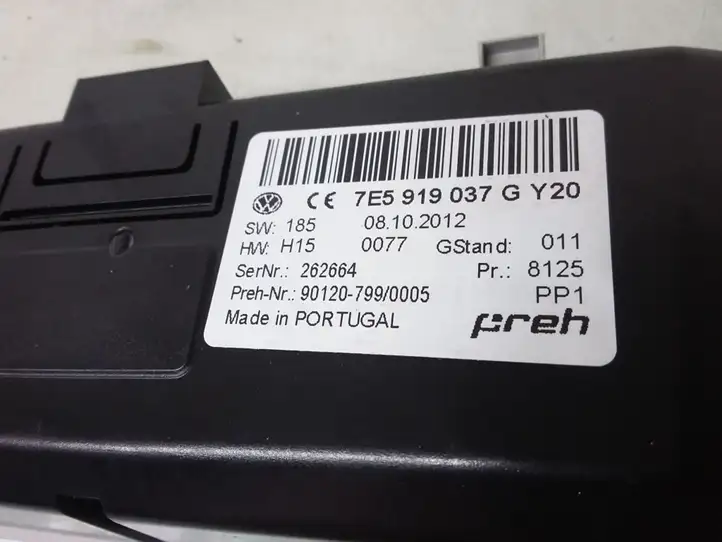 CE 7E5 919 037 G Y20
SW: 185 08.10.2012
HW: H15 0077 GStand: 011
SerNr.: 262664 Pr.: 8125
Preh-Nr.: 90120-799/0005 PP1
Made in PORTUGAL preh